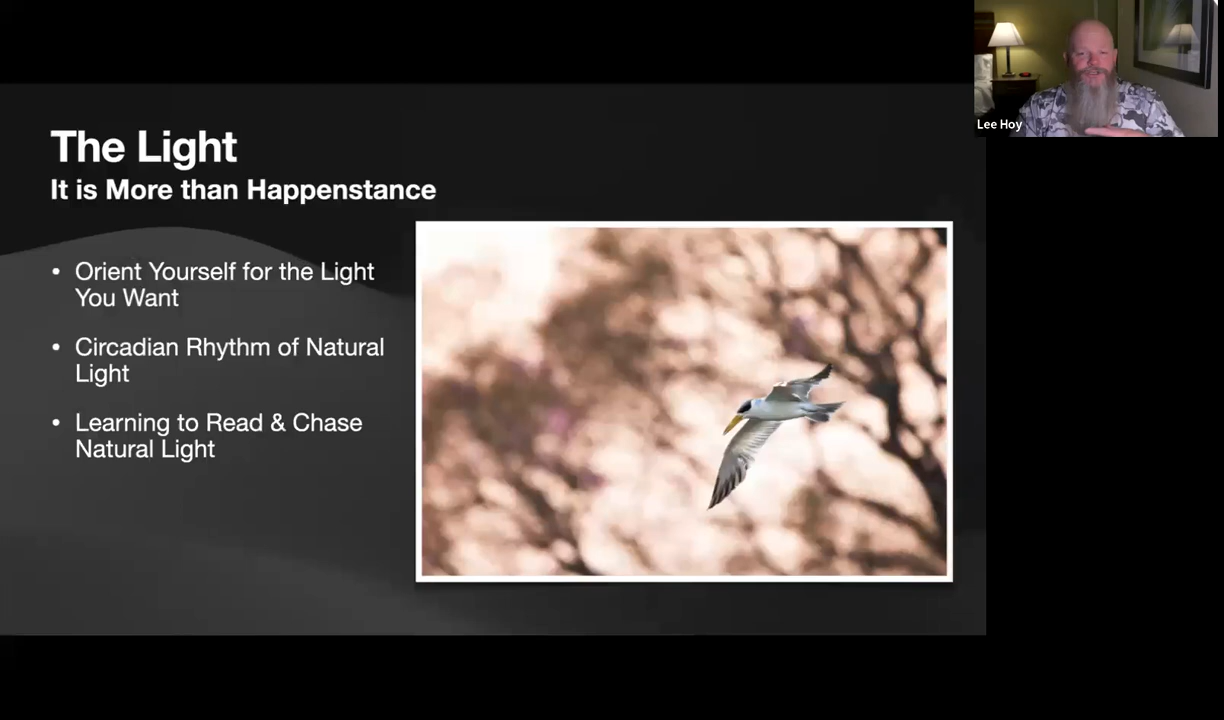 The Light
It is More than Happenstance
• Orient Yourself for the Light
You Want
• Circadian Rhythm of Natural
Light
• Learning to Read & Chase
Natural Light
Lee Hoy